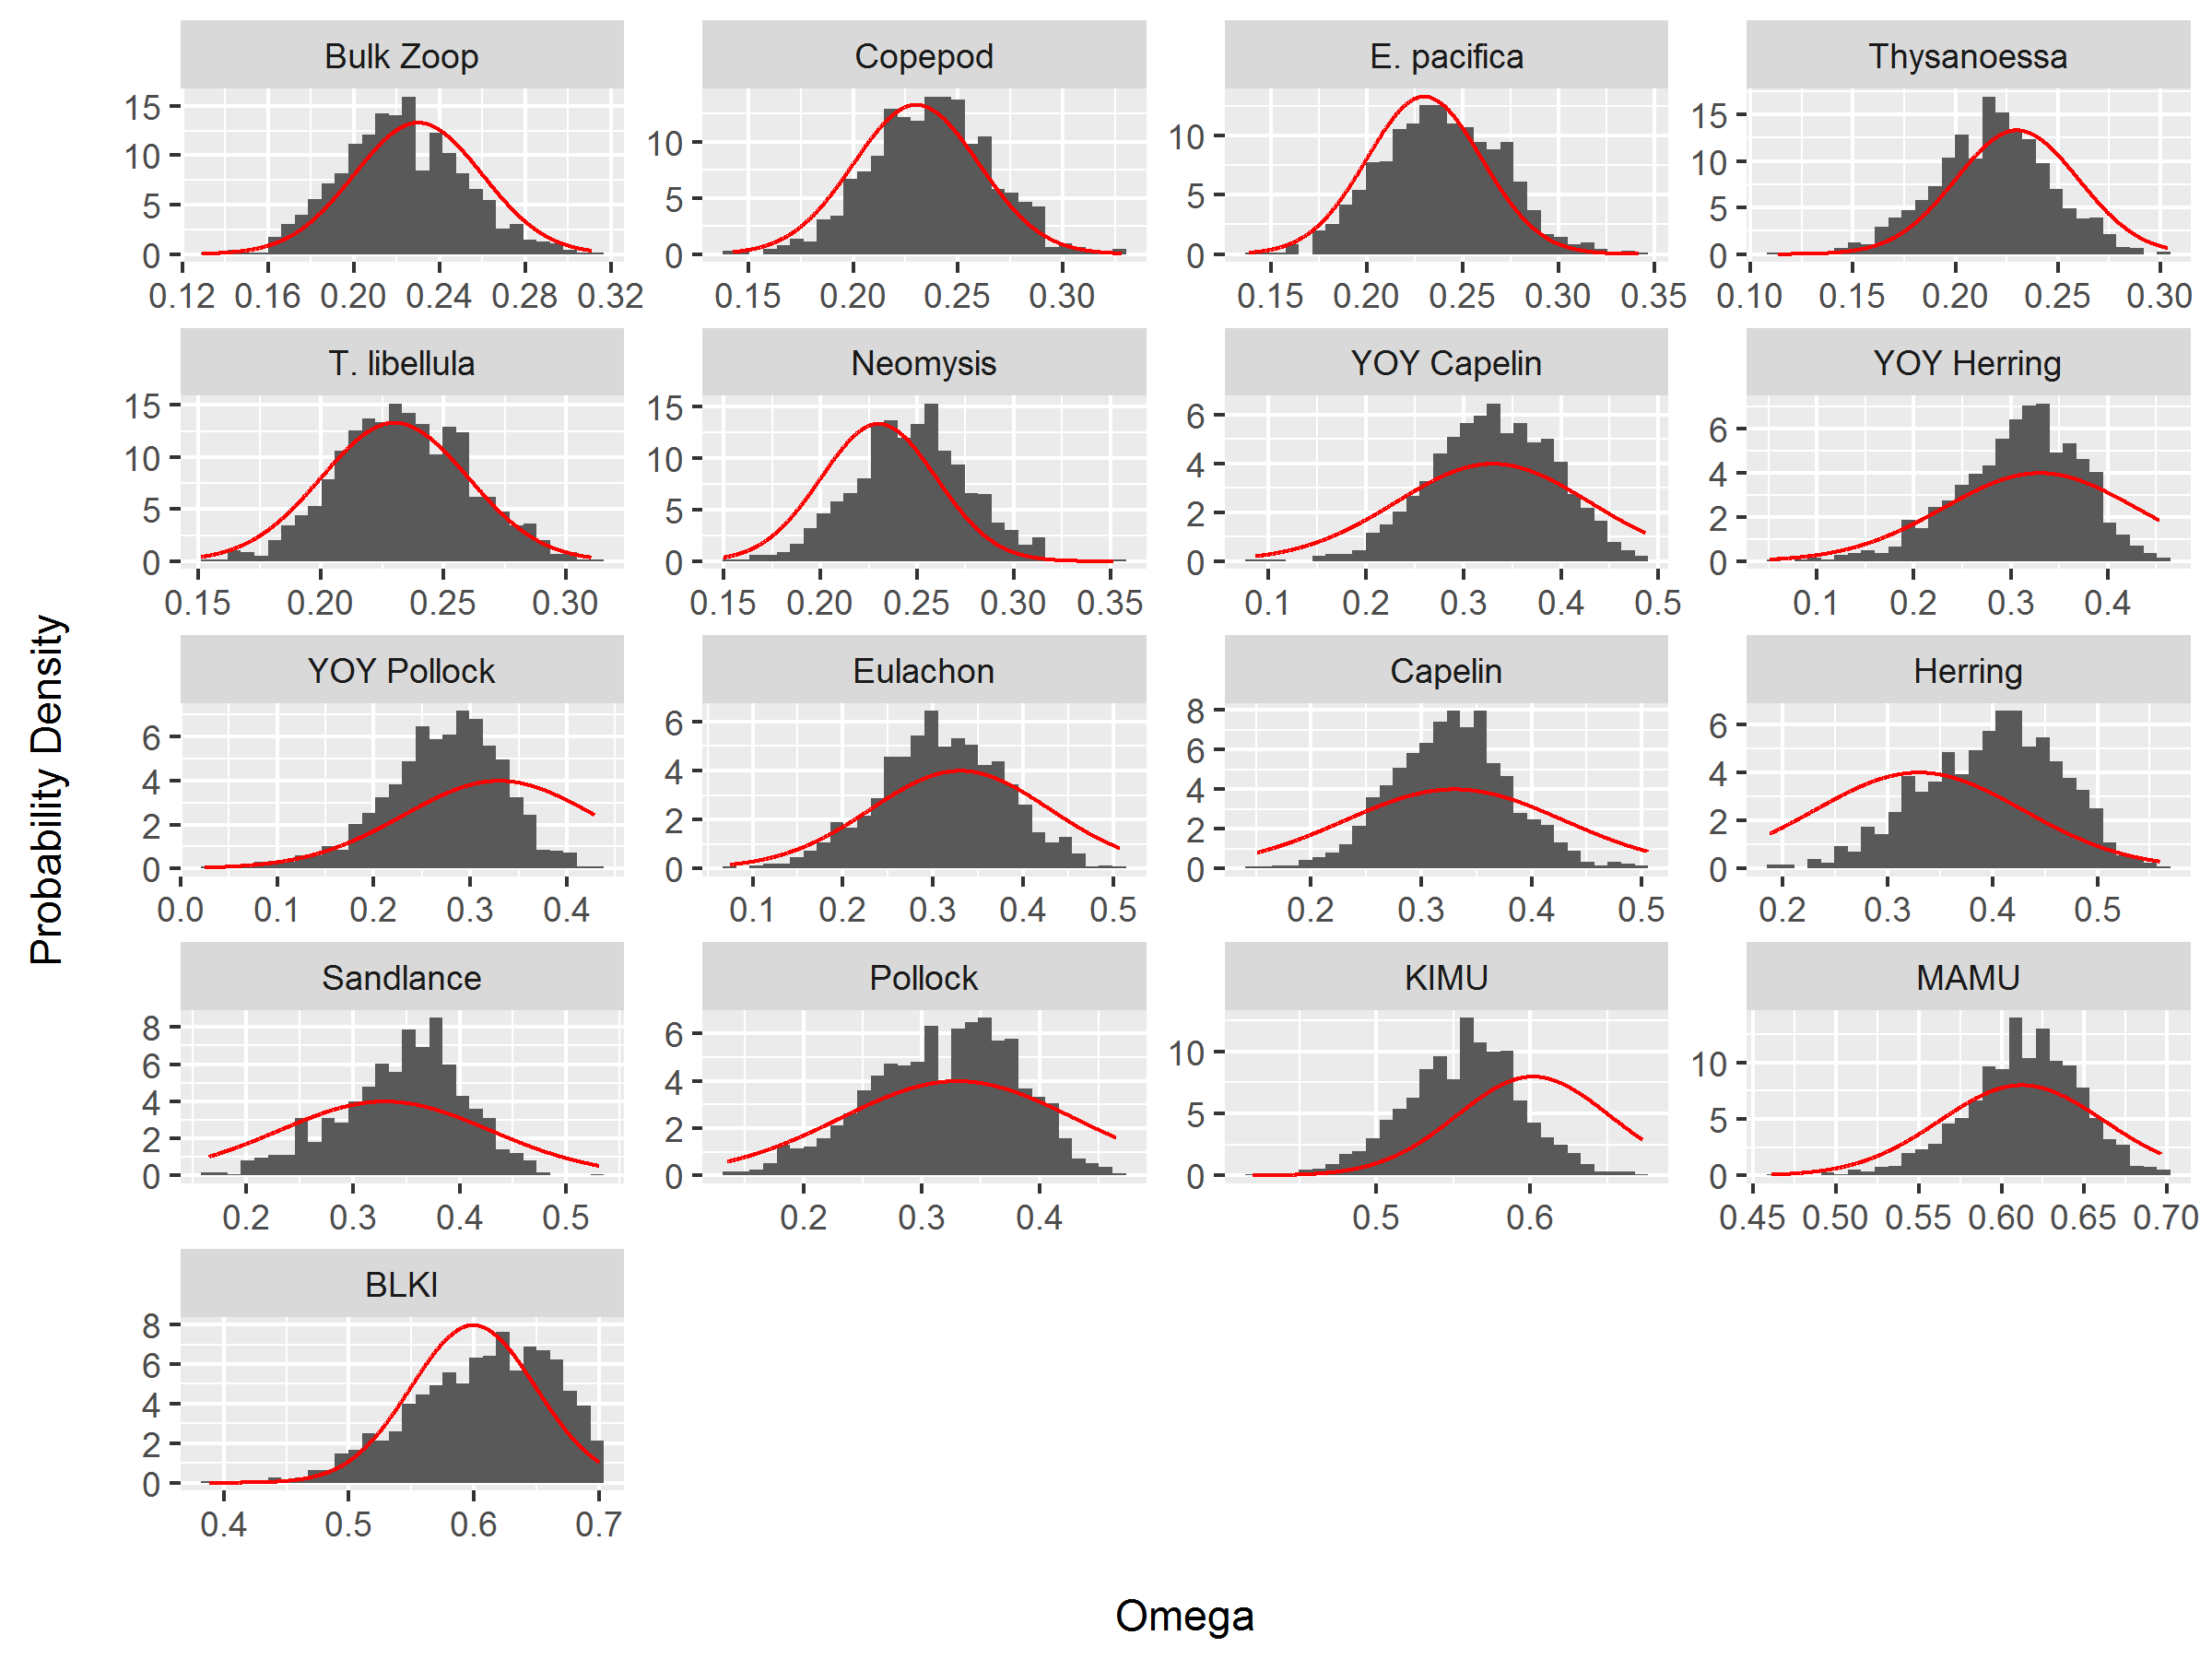 Bulk Zoop Copepod E. pacifica Thysanoessa
15 10 5 0
10 5 0
10 5 0
15 10 5 0
0.12 0.16 0.20 0.24 0.28 0.32 0.15 0.20 0.25 0.30 0.15 0.20 0.25 0.30 0.35 0.10 0.15 0.20 0.25 0.30
T. libellula Neomysis YOY Capelin YOY Herring
15 10 5 0
15 10 5 0
6 4 2 0
6 4 2 0
0.15 0.20 0.25 0.30 0.15 0.20 0.25 0.30 0.35 0.1 0.2 0.3 0.4 0.5 0.1 0.2 0.3 0.4
Probability Density
YOY Pollock Eulachon Capelin Herring
6 4 2 0
6 4 2 0
8 6 4 2 0
6 4 2 0
0.0 0.1 0.2 0.3 0.4 0.1 0.2 0.3 0.4 0.5 0.2 0.3 0.4 0.5 0.2 0.3 0.4 0.5
Sandlance Pollock KIMU MAMU
8 6 4 2 0
6 4 2 0
10 5 0
10 5 0
0.2 0.3 0.4 0.5 0.2 0.3 0.4 0.5 0.6 0.45 0.50 0.55 0.60 0.65 0.70
BLKI
8 6 4 2 0
0.4 0.5 0.6 0.7
Omega